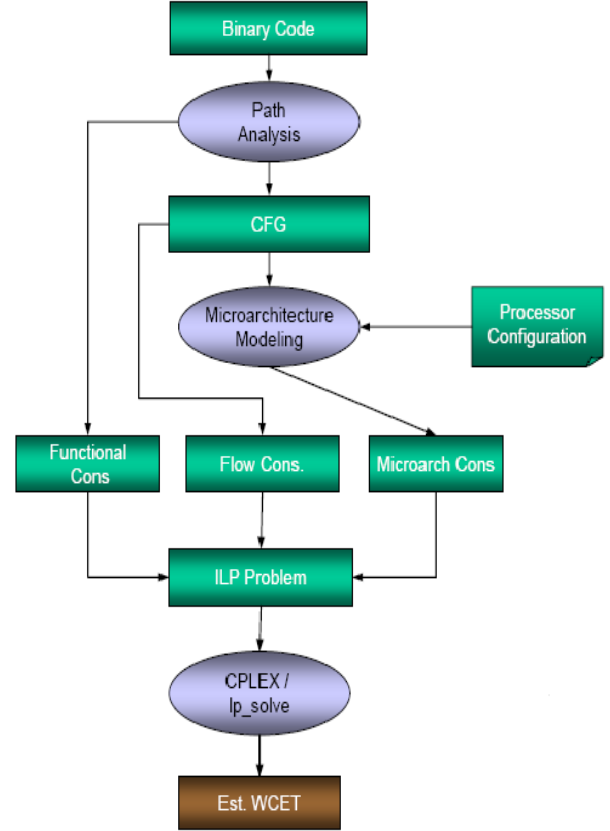 Binary Code
Path
Analysis
CFG
Microarchitecture
Modeling
Processor
Configuration
Functional
Cons
Flow Cons.
Microarch Cons
ILP Problem
CPLEX /
lp_solve
Est. WCET